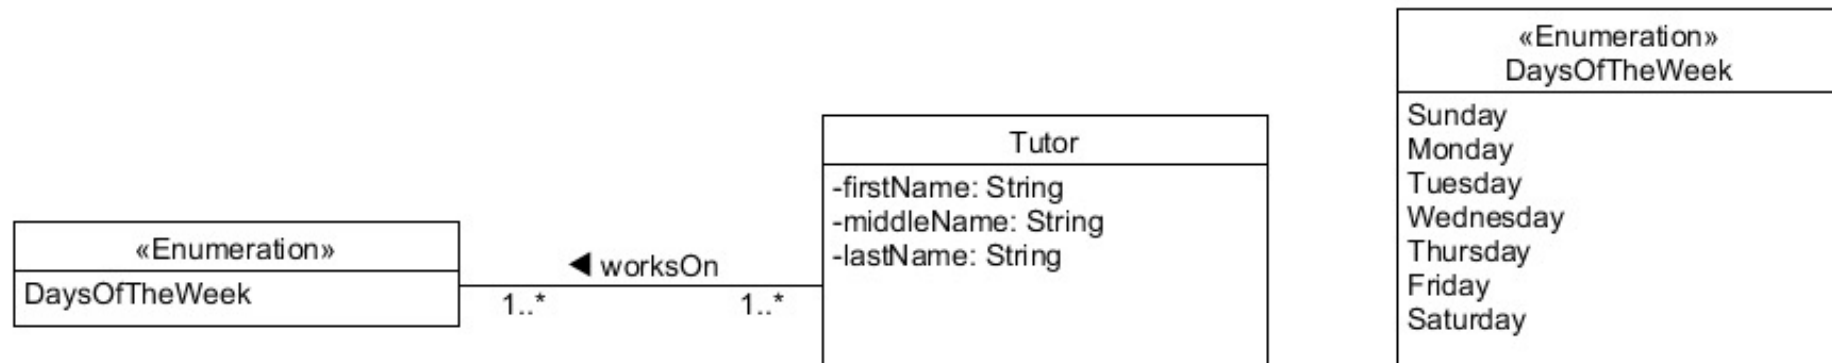 «Enumeration»
DaysOfTheWeek
◀ worksOn
1..*
1..*
Tutor
-firstName: String
-middleName: String
-lastName: String
«Enumeration»
DaysOfTheWeek
Sunday
Monday
Tuesday
Wednesday
Thursday
Friday
Saturday